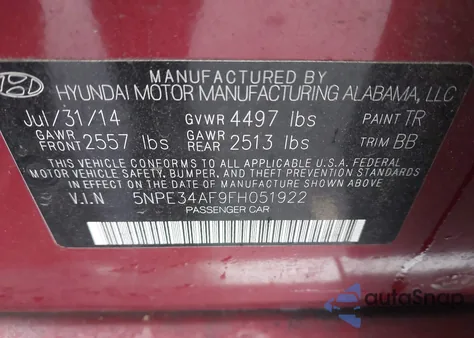 MANUFACTURED BY
HYUNDAI MOTOR MANUFACTURING ALABAMA, LLC
Jul/31/14 GVWR 4497 lbs PAINT TR
GAWR FRONT 2557 lbs GAWR REAR 2513 lbs TRIM BB
THIS VEHICLE CONFORMS TO ALL APPLICABLE U.S.A. FEDERAL
MOTOR VEHICLE SAFETY, BUMPER, AND THEFT PREVENTION STANDARDS
IN EFFECT ON THE DATE OF MANUFACTURE SHOWN ABOVE.
V.I.N 5NPE34AF9FH051922
PASSENGER CAR
autoSnap